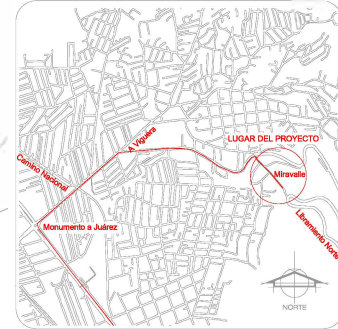 A Viguera
LUGAR DEL PROYECTO
Camino Nacional
Miravalle
Monumento a Juárez
Libramiento Norte
NORTE